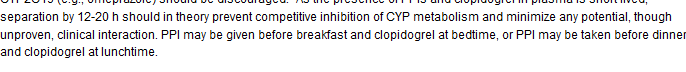 CYP2C19 (e.g., omeprazole) should be discouraged. As the presence of PPIs and clopidogrel in plasma is short lived,
separation by 12-20 h should in theory prevent competitive inhibition of CYP metabolism and minimize any potential, though
unproven, clinical interaction. PPI may be given before breakfast and clopidogrel at bedtime, or PPI may be taken before dinner
and clopidogrel at lunchtime.